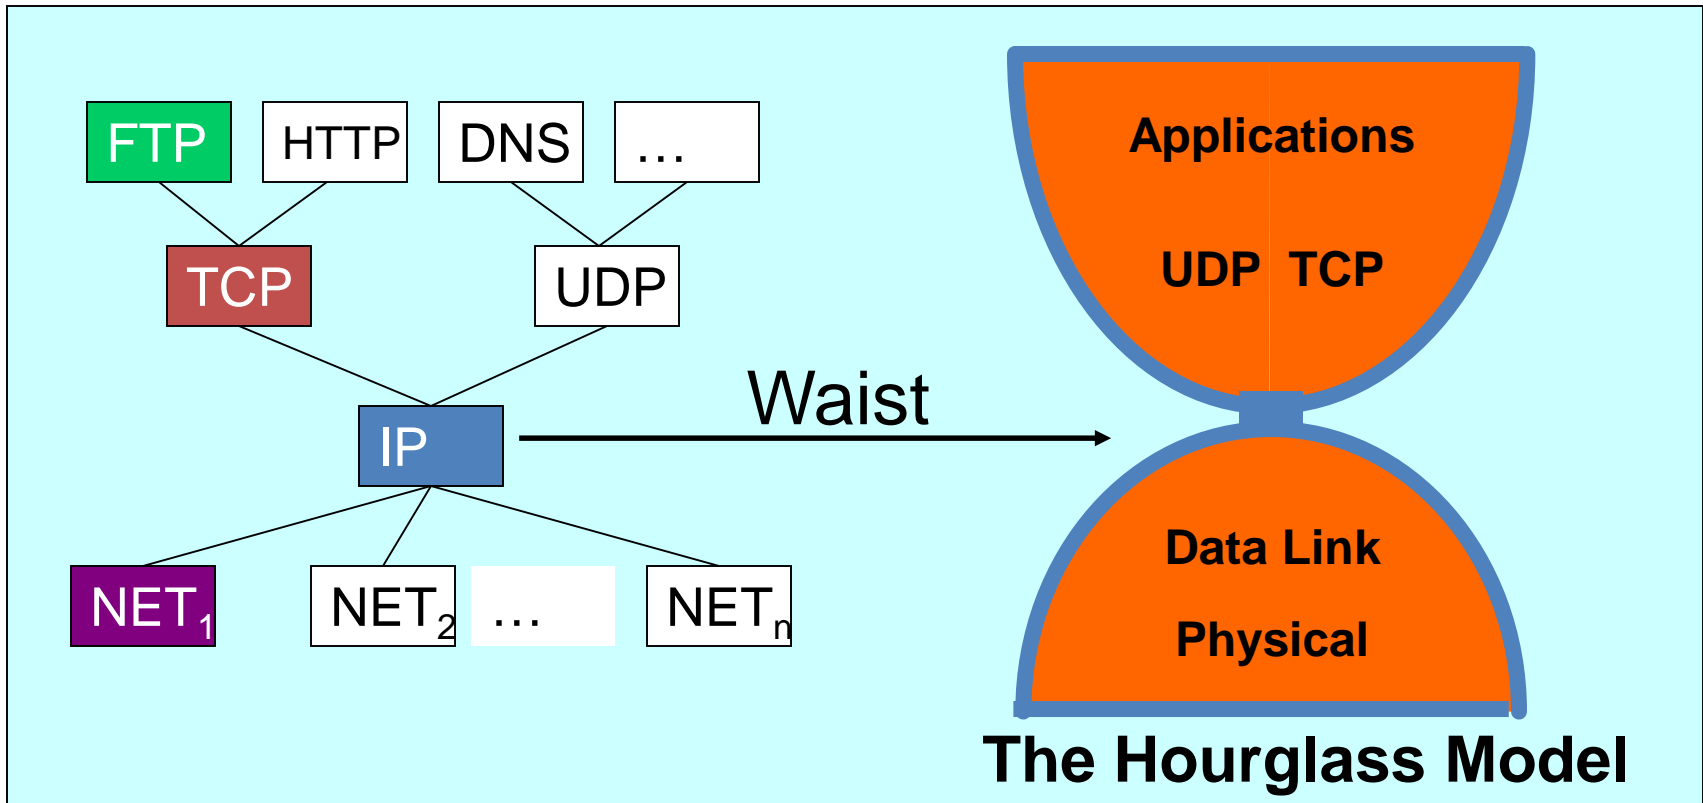 FTP HTTP DNS …
TCP UDP
IP
NET1 NET2 … NETn
Waist
Applications
UDP TCP
Data Link
Physical
The Hourglass Model